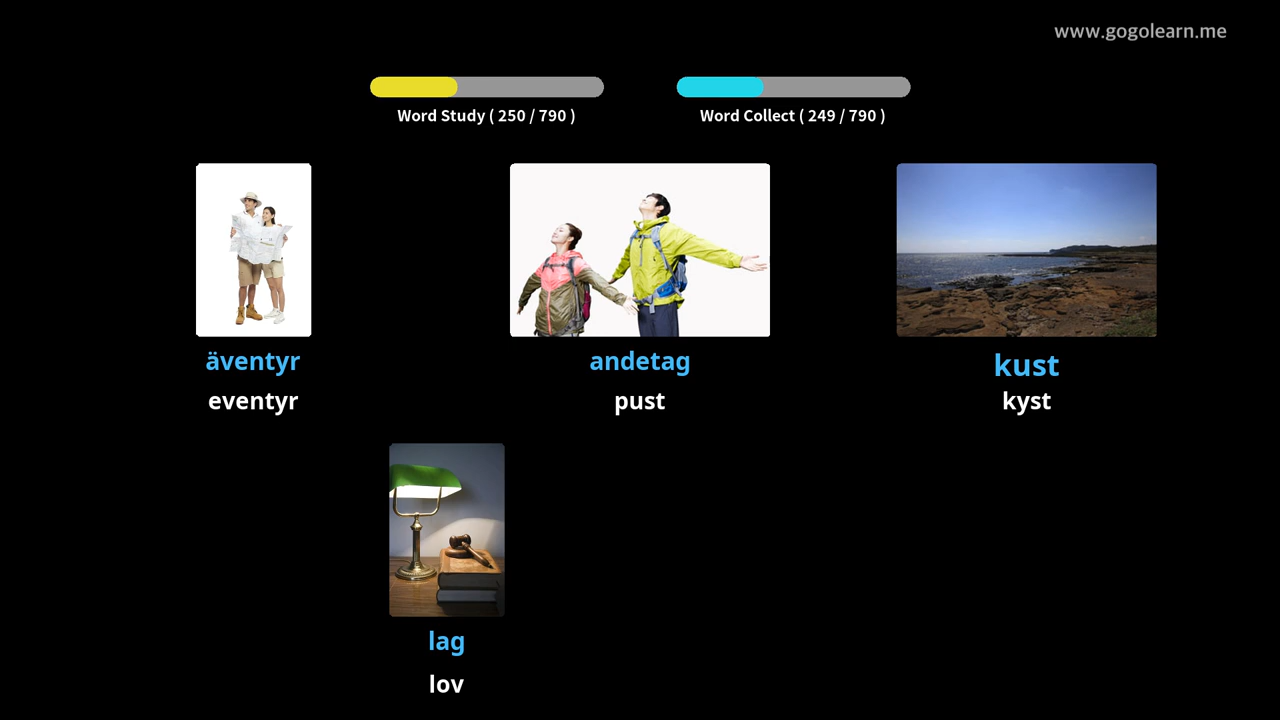 www.gogolearn.me
Word Study ( 250 / 790 )
Word Collect ( 249 / 790 )
äventyr
eventyr
andetag
pust
kust
kyst
lag
lov